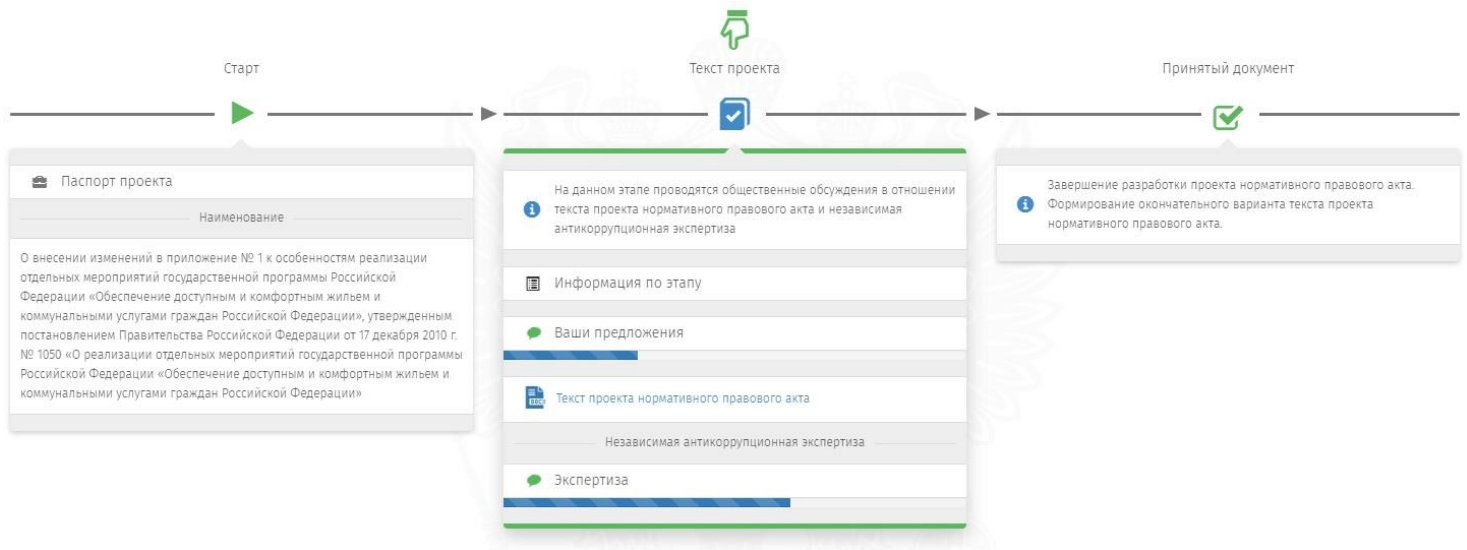 Старт
Паспорт проекта
Наименование
О внесении изменений в приложение № 1 к особенностям реализации
отдельных мероприятий государственной программы Российской
Федерации «Обеспечение доступным и комфортным жильем и
коммунальными услугами граждан Российской Федерации», утвержденным
постановлением Правительства Российской Федерации от 17 декабря 2010 г.
№ 1050 «О реализации отдельных мероприятий государственной программы
Российской Федерации «Обеспечение доступным и комфортным жильем и
коммунальными услугами граждан Российской Федерации»
Текст проекта
На данном этапе проводятся общественные обсуждения в отношении
текста проекта нормативного правового акта и независимая
антикоррупционная экспертиза
Информация по этапу
Ваши предложения
DOCX
Текст проекта нормативного правового акта
Независимая антикоррупционная экспертиза
Экспертиза
Принятый документ
Завершение разработки проекта нормативного правового акта.
Формирование окончательного варианта текста проекта
нормативного правового акта.